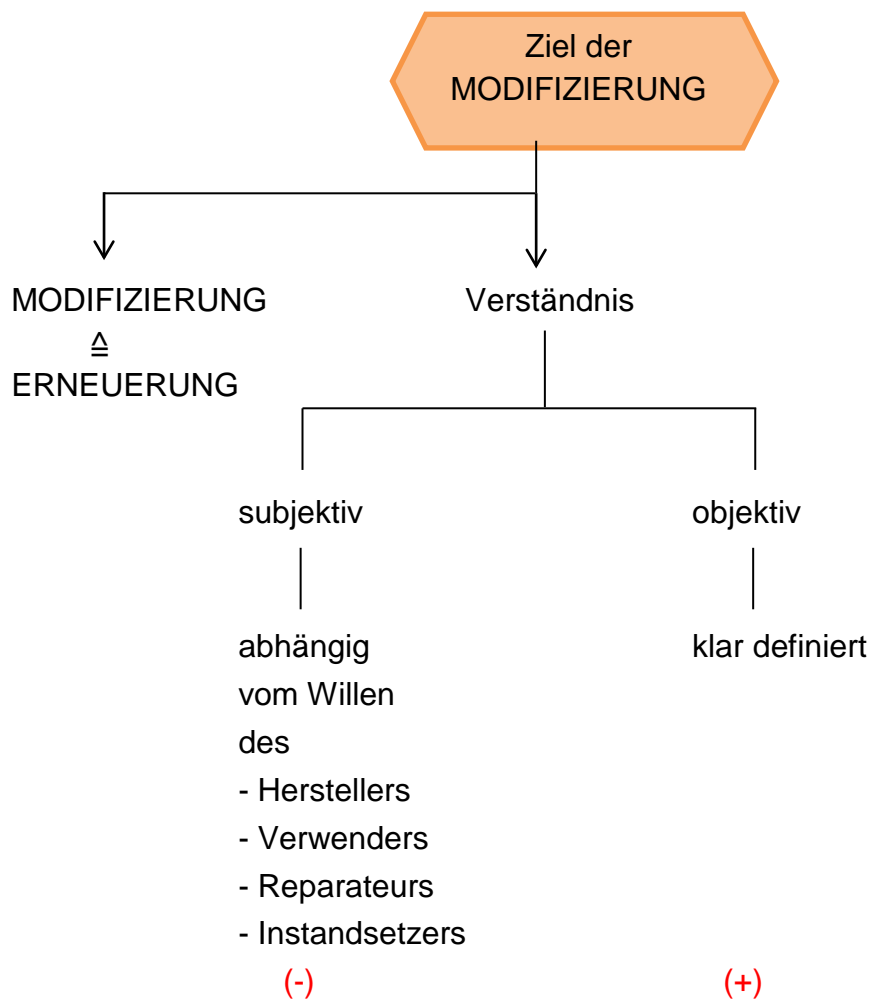 Ziel der
MODIFIZIERUNG
MODIFIZIERUNG
≙
ERNEUERUNG
Verständnis
subjektiv
objektiv
abhängig
vom Willen
des
- Herstellers
- Verwenders
- Reparateurs
- Instandsetzers
(-)
klar definiert
(+)